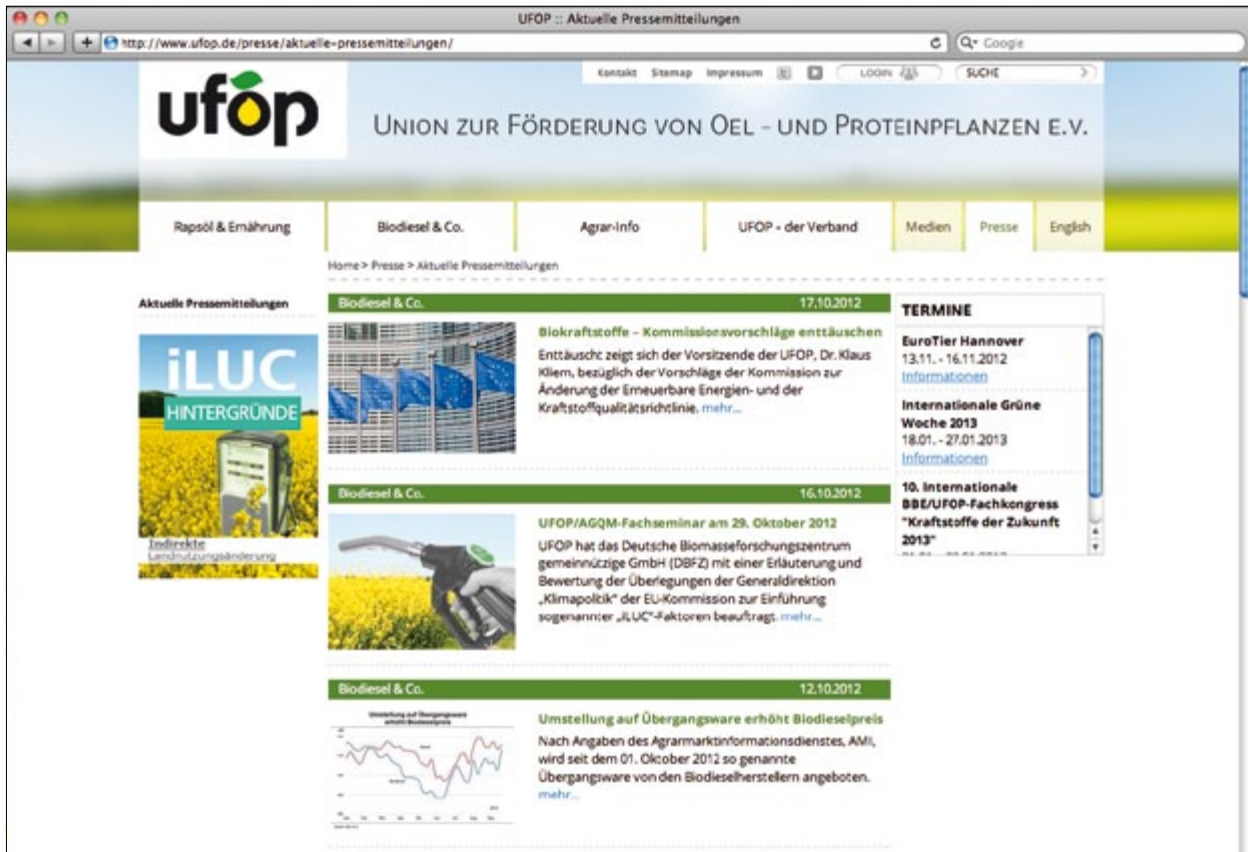 UFOP :: Aktuelle Pressemitteilungen
http://www.ufop.de/presse/aktuelle-pressemitteilungen/
Google
Kontakt Sitemap Impressum LOGIN SUCHE
ufop
UNION ZUR FÖRDERUNG VON OEL - UND PROTEINPFLANZEN E.V.
Rapsöl & Ernährung Biodiesel & Co. Agrar-Info UFOP - der Verband Medien Presse English
Home > Presse > Aktuelle Pressemitteilungen
Aktuelle Pressemitteilungen
iLUC
HINTERGRÜNDE
Indirekte
Landnutzungsänderung
Biodiesel & Co. 17.10.2012
Biokraftstoffe – Kommissionsvorschläge enttäuschen
Enttäuscht zeigt sich der Vorsitzende der UFOP, Dr. Klaus
Kliem, bezüglich der Vorschläge der Kommission zur
Änderung der Erneuerbare Energien- und der
Kraftstoffqualitätsrichtlinie. mehr...
Biodiesel & Co. 16.10.2012
UFOP/AGQM-Fachseminar am 29. Oktober 2012
UFOP hat das Deutsche Biomasseforschungszentrum
gemeinnützige GmbH (DBFZ) mit einer Erläuterung und
Bewertung der Überlegungen der Generaldirektion
„Klimapolitik" der EU-Kommission zur Einführung
sogenannter „iLUC"-Faktoren beauftragt. mehr...
Biodiesel & Co. 12.10.2012
Umstellung auf Übergangsware
erhöht Biodieselpreis
Umstellung auf Übergangsware erhöht Biodieselpreis
Nach Angaben des Agrarmarktinformationsdienstes, AMI,
wird seit dem 01. Oktober 2012 so genannte
Übergangsware von den Biodieselherstellern angeboten.
mehr...
TERMINE
EuroTier Hannover
13.11. - 16.11.2012
Informationen
Internationale Grüne
Woche 2013
18.01. - 27.01.2013
Informationen
10. Internationale
BBE/UFOP-Fachkongress
"Kraftstoffe der Zukunft
2013"